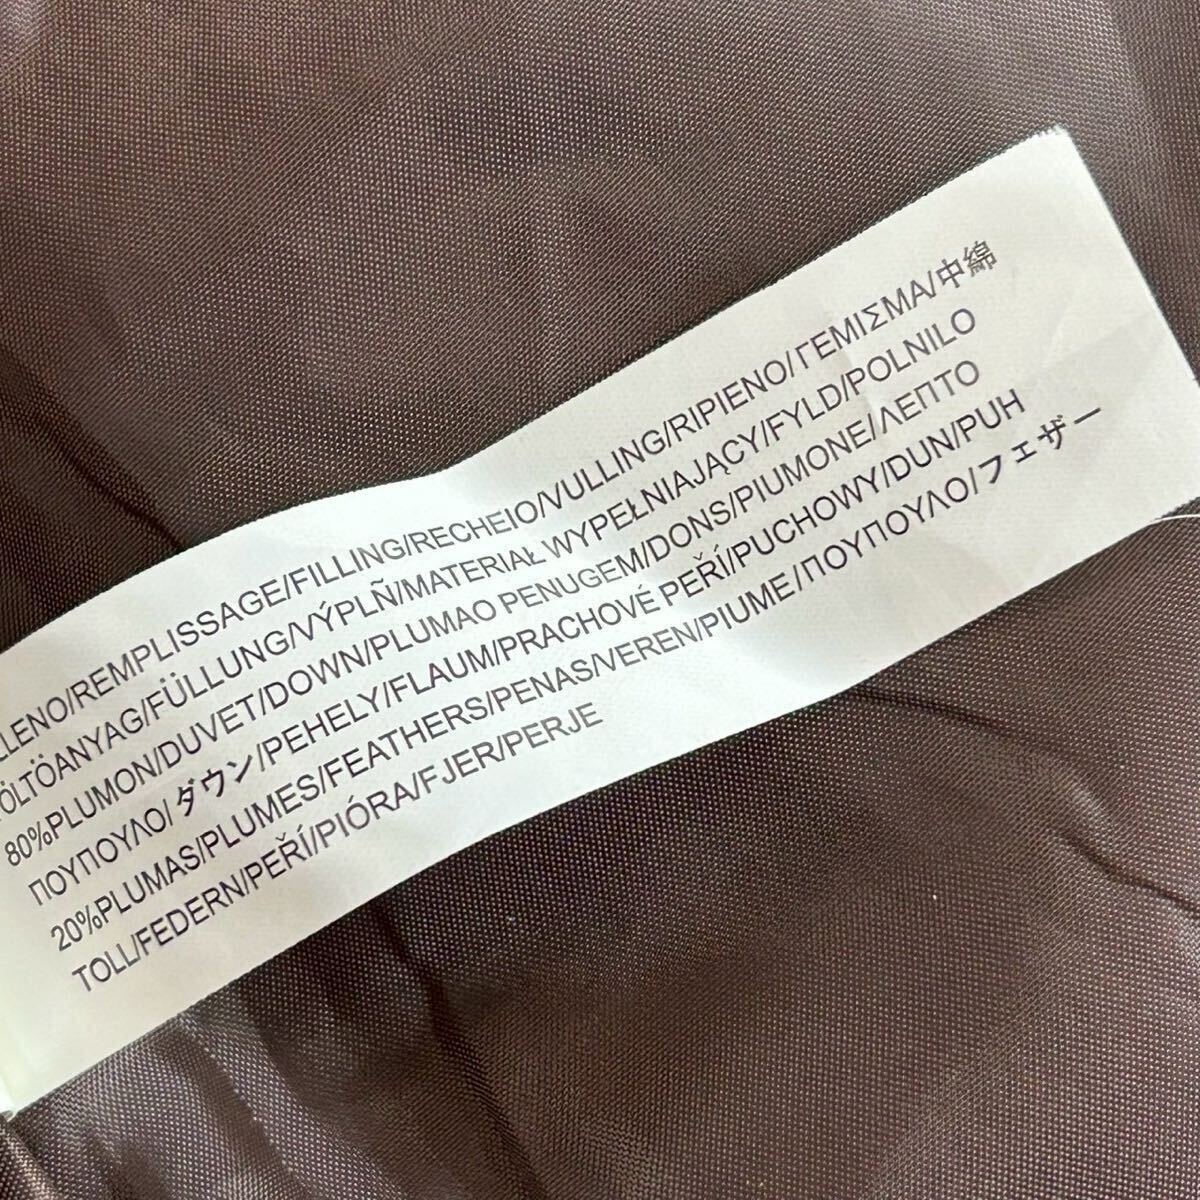 LLENO/REMPLISSAGE/FILLING/RECHEIO/VULLING/RIPIENO/ΓΕΜΙΣΜΑ/中綿
ÖLTÖANYAG/FÜLLUNG/VÝPLÑ/MATERIAŁ WYPEŁNIAJĄCY/FYLD/POLNILO
80%PLUMON/DUVET/DOWN/PLUMAO PENUGEM/DONS/PIUMONE/ΛΕΠΤΟ
ΠΟΥΠΟΥΛΟ/ダウン/PEHELY/FLAUM/PRACHOVÉ PEŘÍ/PUCHOWY/DUN/PUH
20%PLUMAS/PLUMES/FEATHERS/PENAS/VEREN/PIUME/ΠΟΥΠΟΥΛΟ/フェザー
TOLL/FEDERN/PEŘÍ/PIÓRA/FJER/PERJE